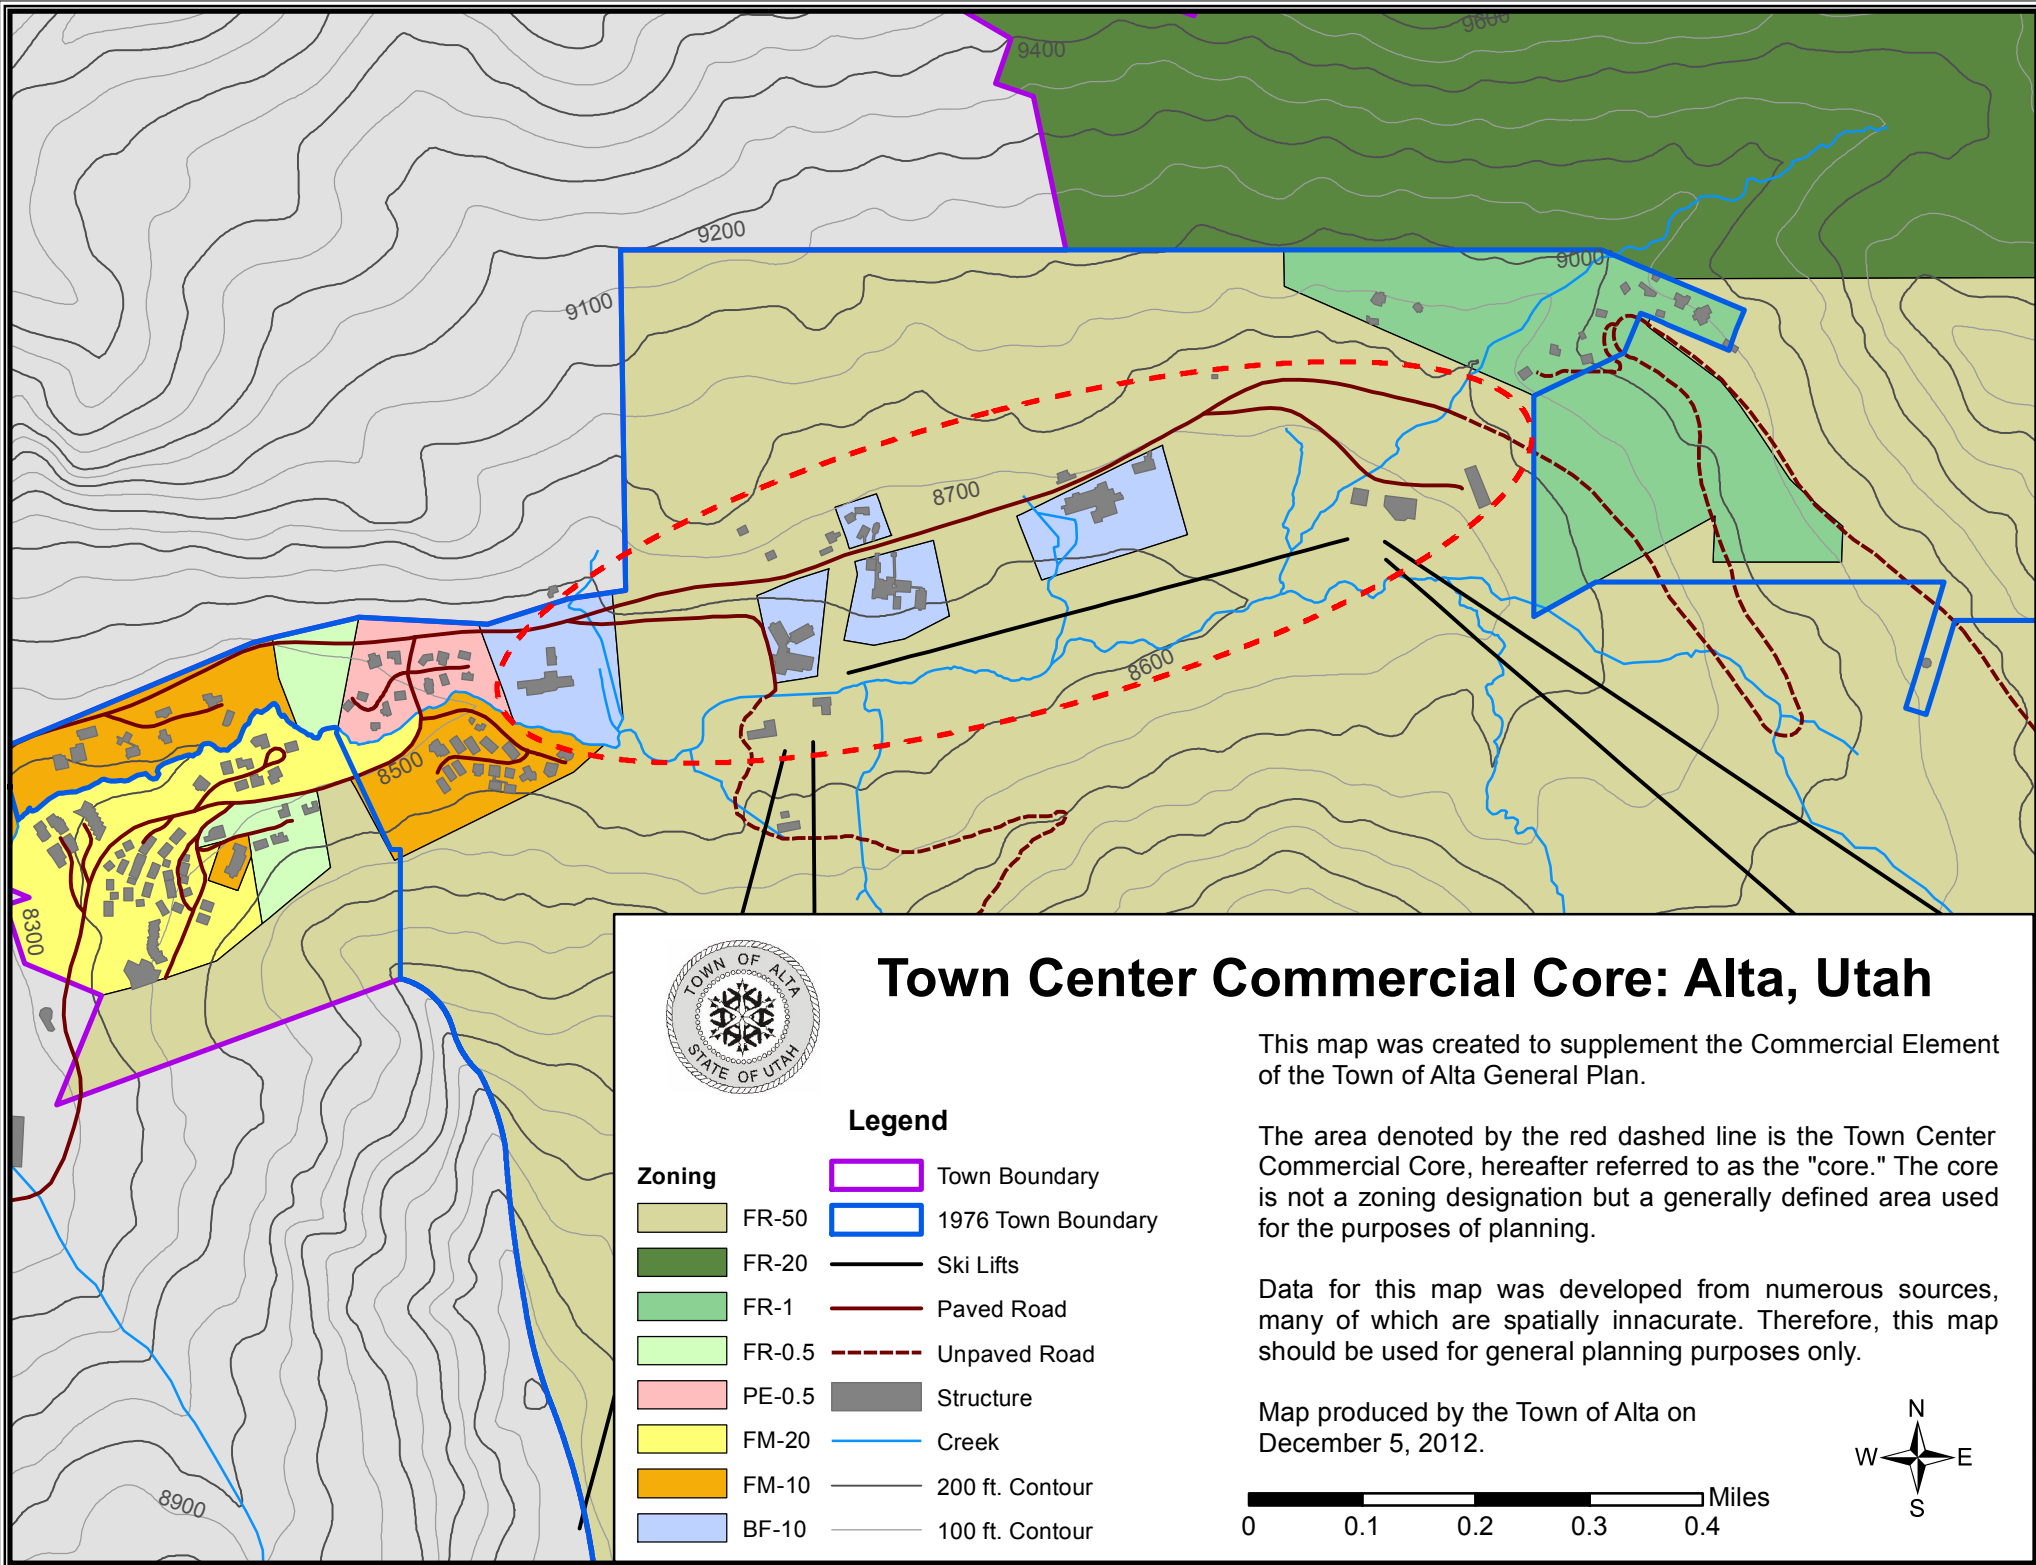 9600
9400
9200
9100
9000
8700
8600
8500
8300
8900
TOWN OF ALTA
STATE OF UTAH
Town Center Commercial Core: Alta, Utah
This map was created to supplement the Commercial Element
of the Town of Alta General Plan.
The area denoted by the red dashed line is the Town Center
Commercial Core, hereafter referred to as the "core." The core
is not a zoning designation but a generally defined area used
for the purposes of planning.
Data for this map was developed from numerous sources,
many of which are spatially innacurate. Therefore, this map
should be used for general planning purposes only.
Map produced by the Town of Alta on
December 5, 2012.
Legend
Zoning
FR-50
FR-20
FR-1
FR-0.5
PE-0.5
FM-20
FM-10
BF-10
Town Boundary
1976 Town Boundary
Ski Lifts
Paved Road
Unpaved Road
Structure
Creek
200 ft. Contour
100 ft. Contour
N
W E
S
Miles
0 0.1 0.2 0.3 0.4